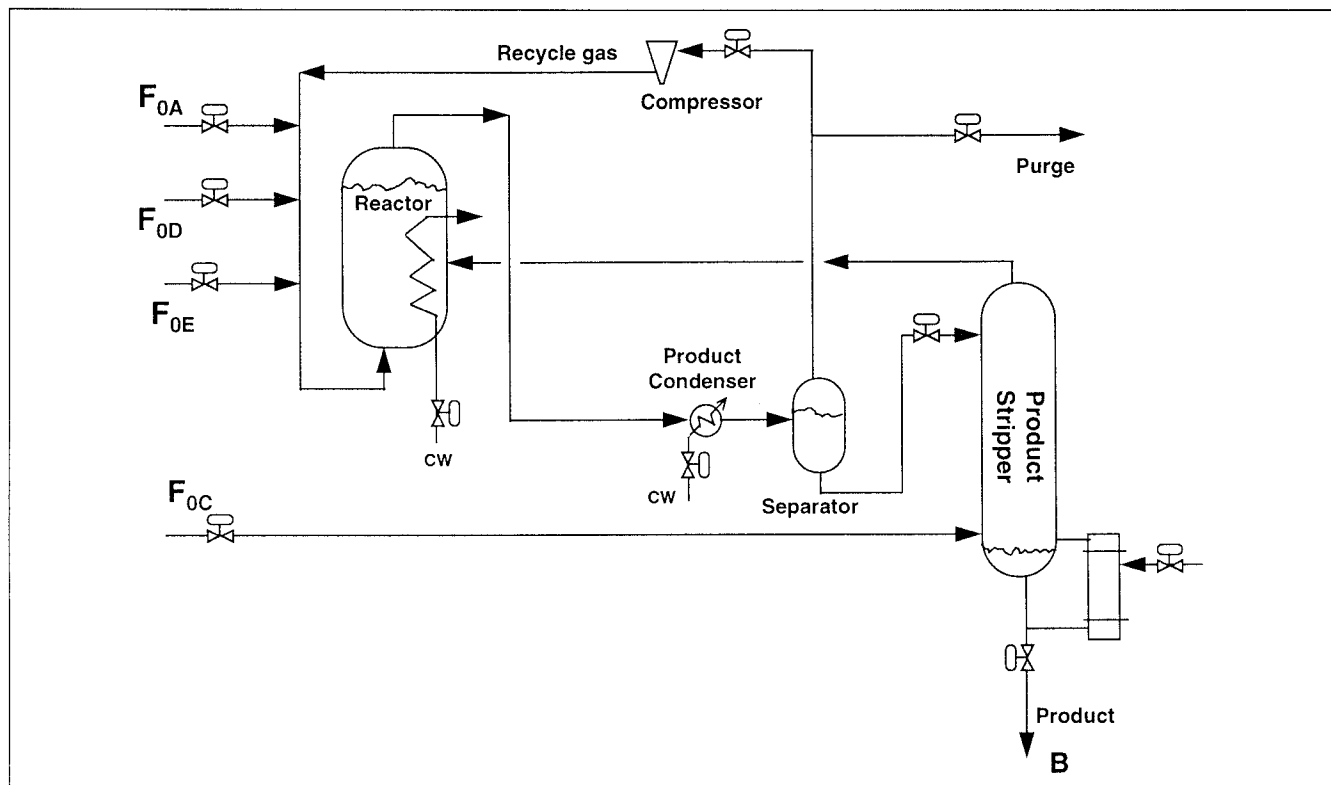 Recycle gas
Compressor
F0A
Purge
Reactor
F0D
F0E
Product
Condenser
Product
Stripper
CW
CW
Separator
F0C
Product
B